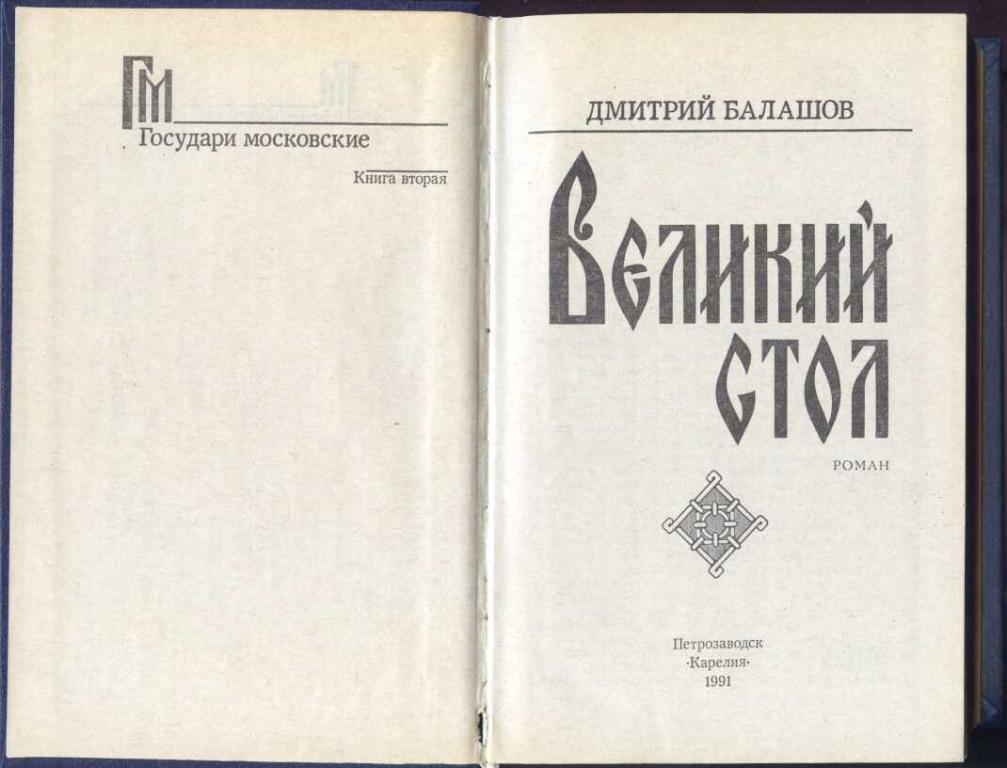 ГМ
Государи московские
Книга вторая
ДМИТРИЙ БАЛАШОВ
Великий
стол
РОМАН
Петрозаводск
·Карелия·
1991